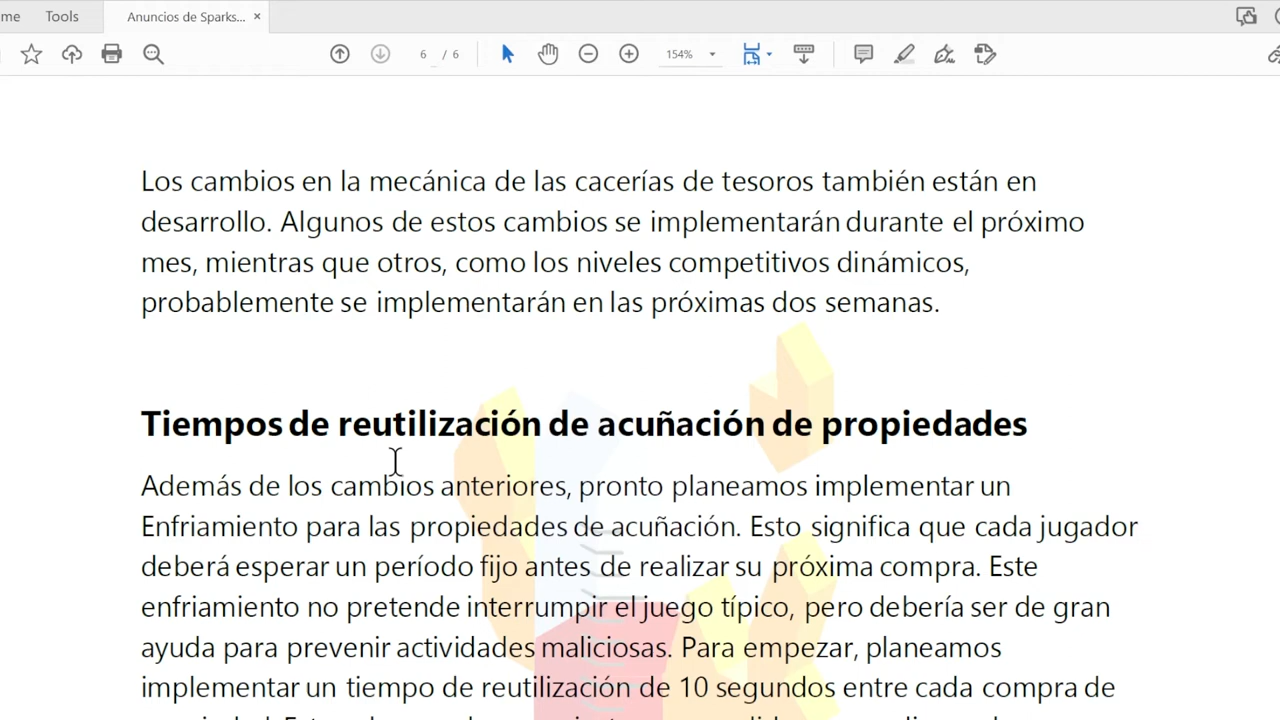 me Tools Anuncios de Sparks... ×
6 / 6 154%
Los cambios en la mecánica de las cacerías de tesoros también están en
desarrollo. Algunos de estos cambios se implementarán durante el próximo
mes, mientras que otros, como los niveles competitivos dinámicos,
probablemente se implementarán en las próximas dos semanas.
Tiempos de reutilización de acuñación de propiedades
Además de los cambios anteriores, pronto planeamos implementar un
Enfriamiento para las propiedades de acuñación. Esto significa que cada jugador
deberá esperar un período fijo antes de realizar su próxima compra. Este
enfriamiento no pretende interrumpir el juego típico, pero debería ser de gran
ayuda para prevenir actividades maliciosas. Para empezar, planeamos
implementar un tiempo de reutilización de 10 segundos entre cada compra de